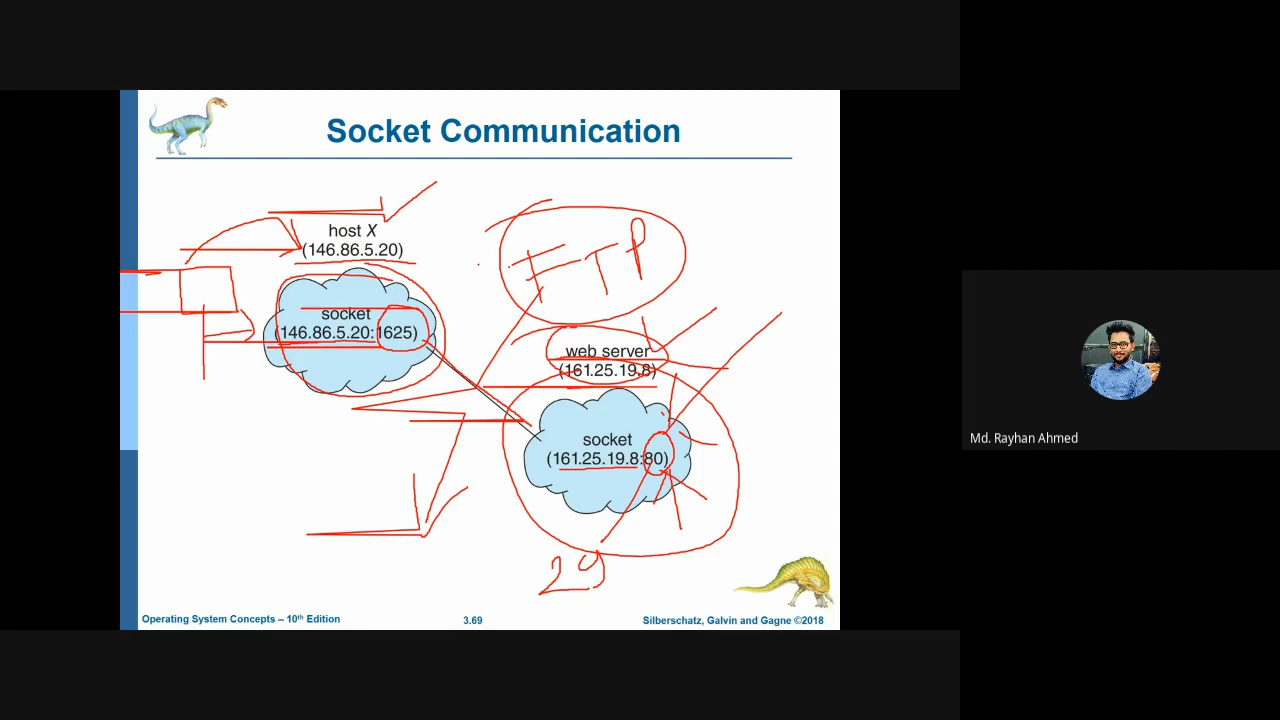 Socket Communication
host X
(146.86.5.20)
FTP
socket
(146.86.5.20:1625)
web server
(161.25.19.8)
socket
(161.25.19.8:80)
29
Md. Rayhan Ahmed
Operating System Concepts – 10th Edition
3.69
Silberschatz, Galvin and Gagne ©2018